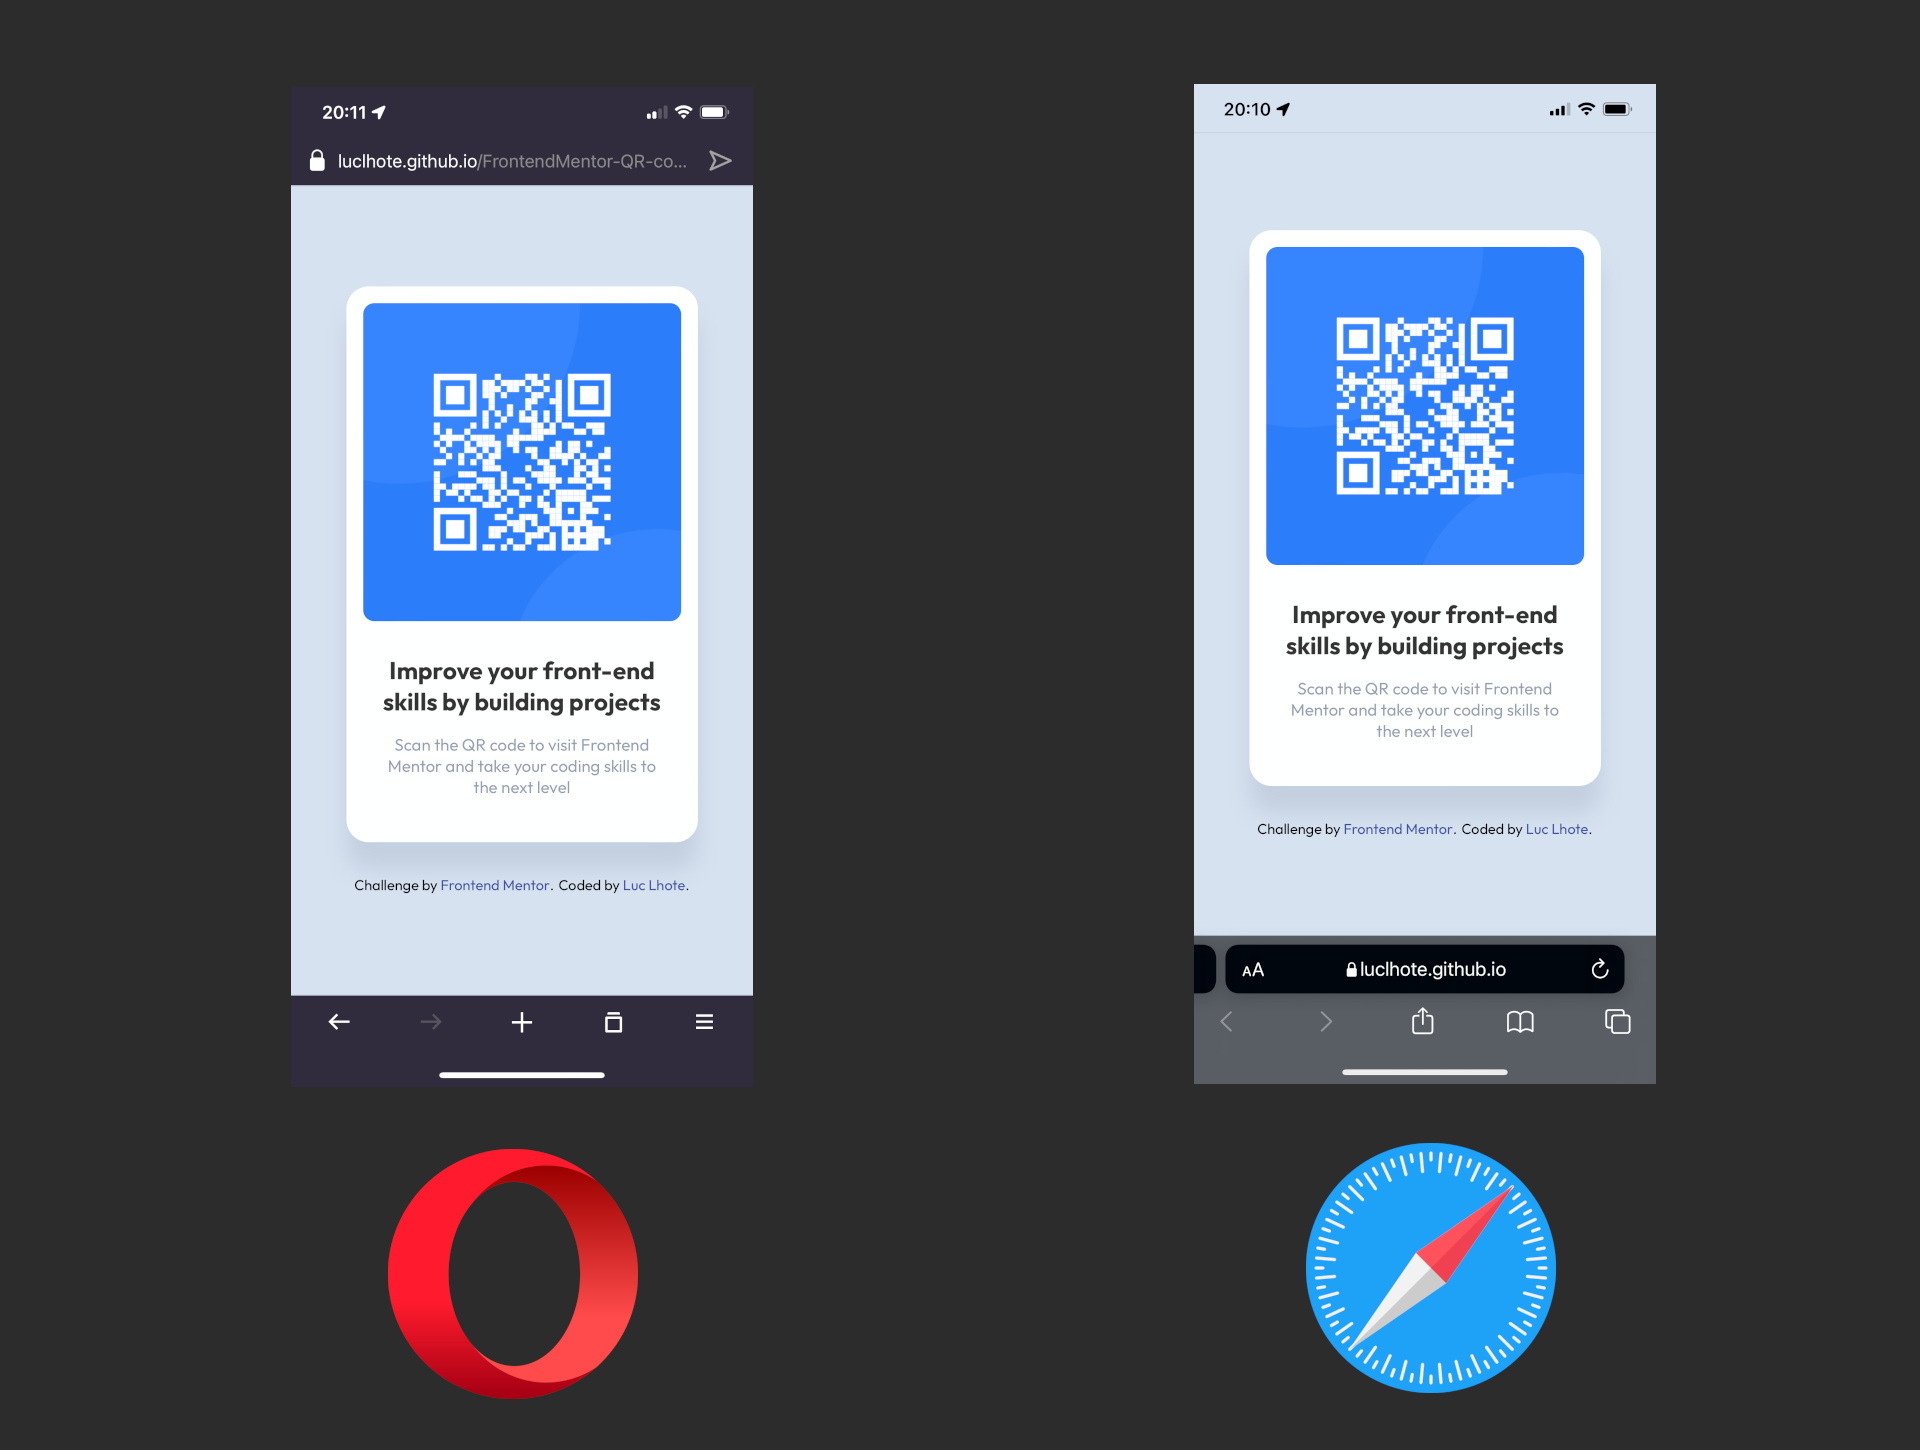 20:11
luclhote.github.io/FrontendMentor-QR-co...
Improve your front-end
skills by building projects
Scan the QR code to visit Frontend
Mentor and take your coding skills to
the next level
Challenge by Frontend Mentor. Coded by Luc Lhote.
20:10
Improve your front-end
skills by building projects
Scan the QR code to visit Frontend
Mentor and take your coding skills to
the next level
Challenge by Frontend Mentor. Coded by Luc Lhote.
AA luclhote.github.io